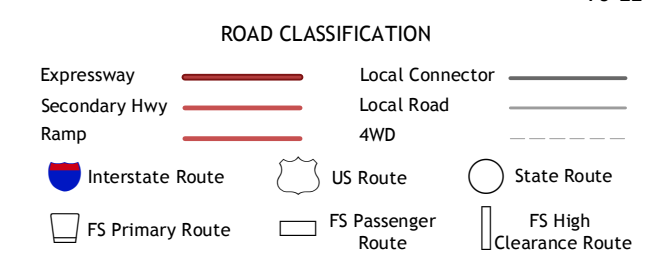 ROAD CLASSIFICATION
Expressway
Local Connector
Secondary Hwy
Local Road
Ramp
4WD
Interstate Route
US Route
State Route
FS Primary Route
FS Passenger
Route
FS High
Clearance Route